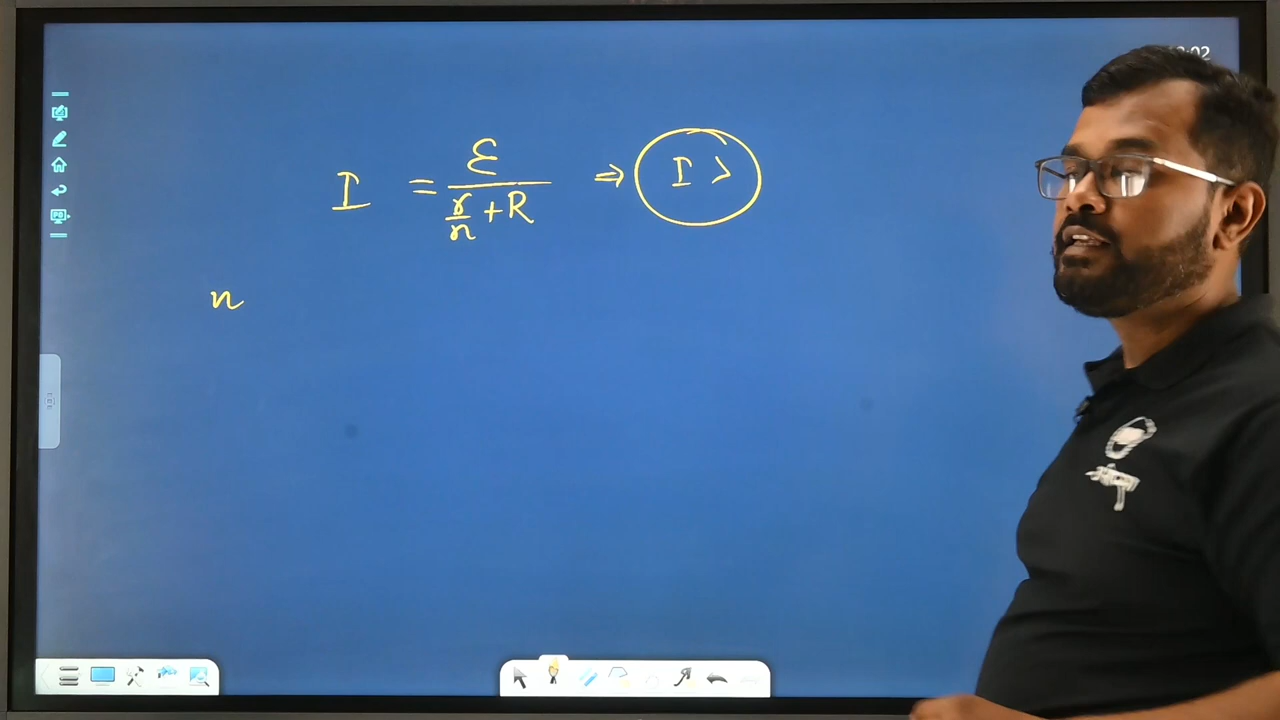 I = ε/(r/n + R) ⇒ I >
n